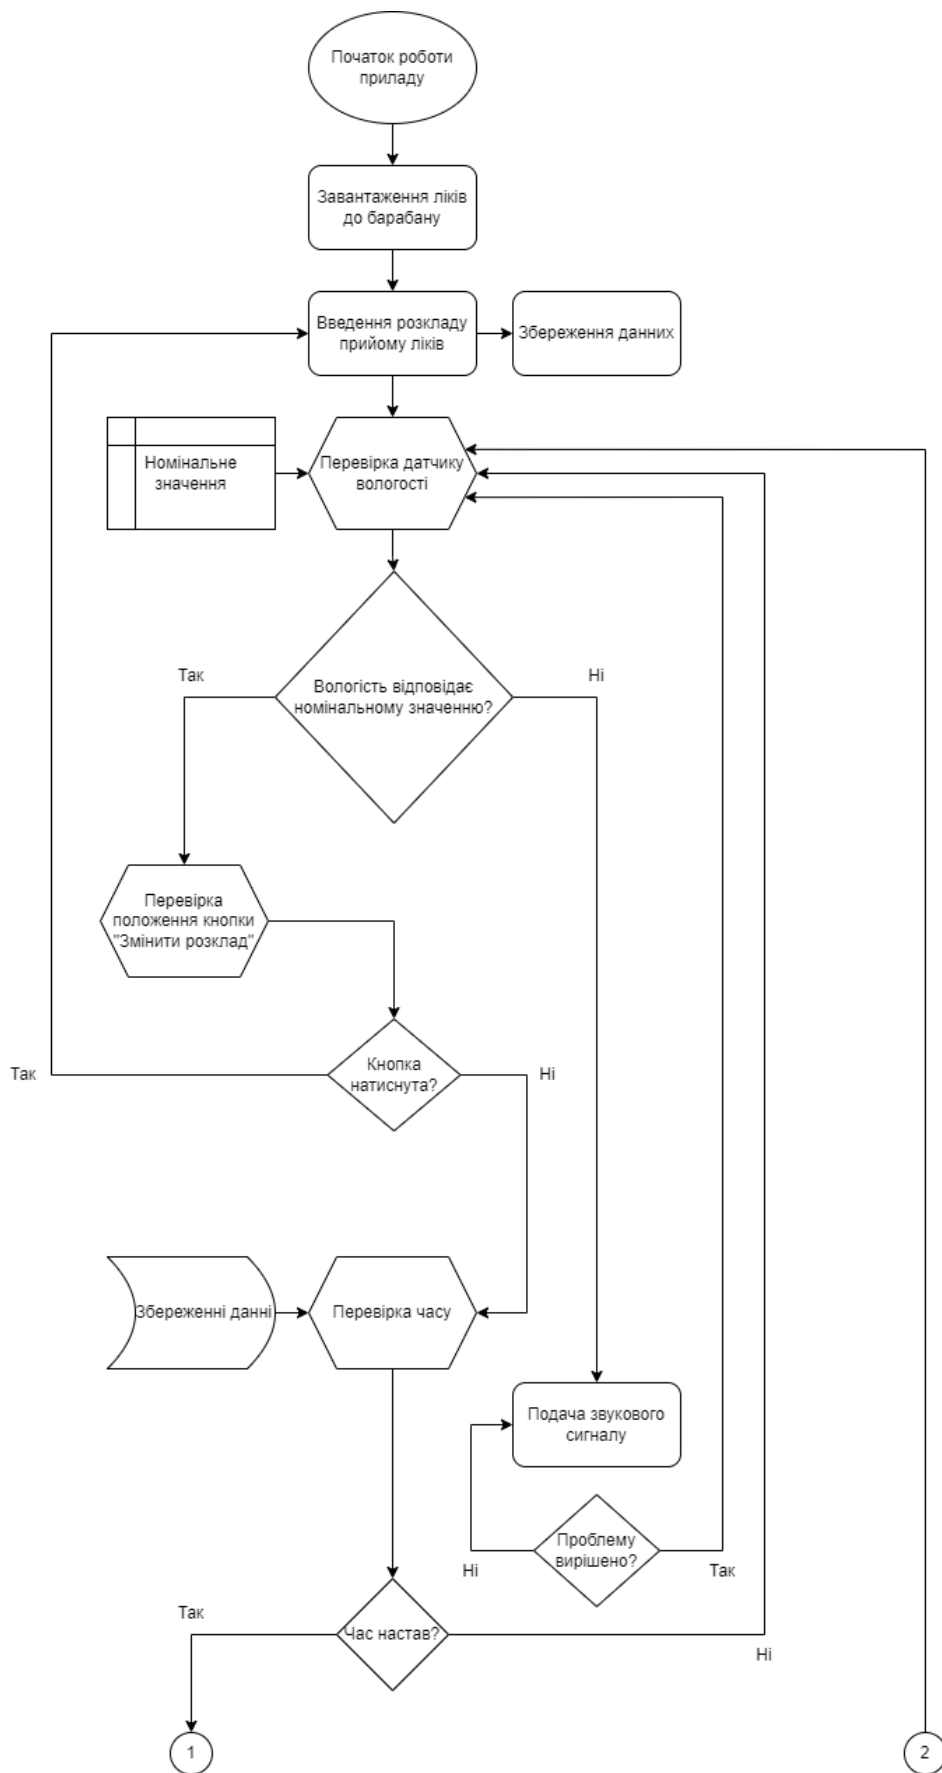 Початок роботи
приладу
Завантаження ліків
до барабану
Введення розкладу
прийому ліків
Збереження данних
Номінальне
значення
Перевірка датчику
вологості
Так
Ні
Вологість відповідає
номінальному значенню?
Перевірка
положення кнопки
"Змінити розклад"
Так
Кнопка
натиснута?
Ні
Збереженні данні
Перевірка часу
Подача звукового
сигналу
Проблему
вирішено?
Ні
Так
Так
Час настав?
Ні
1
2